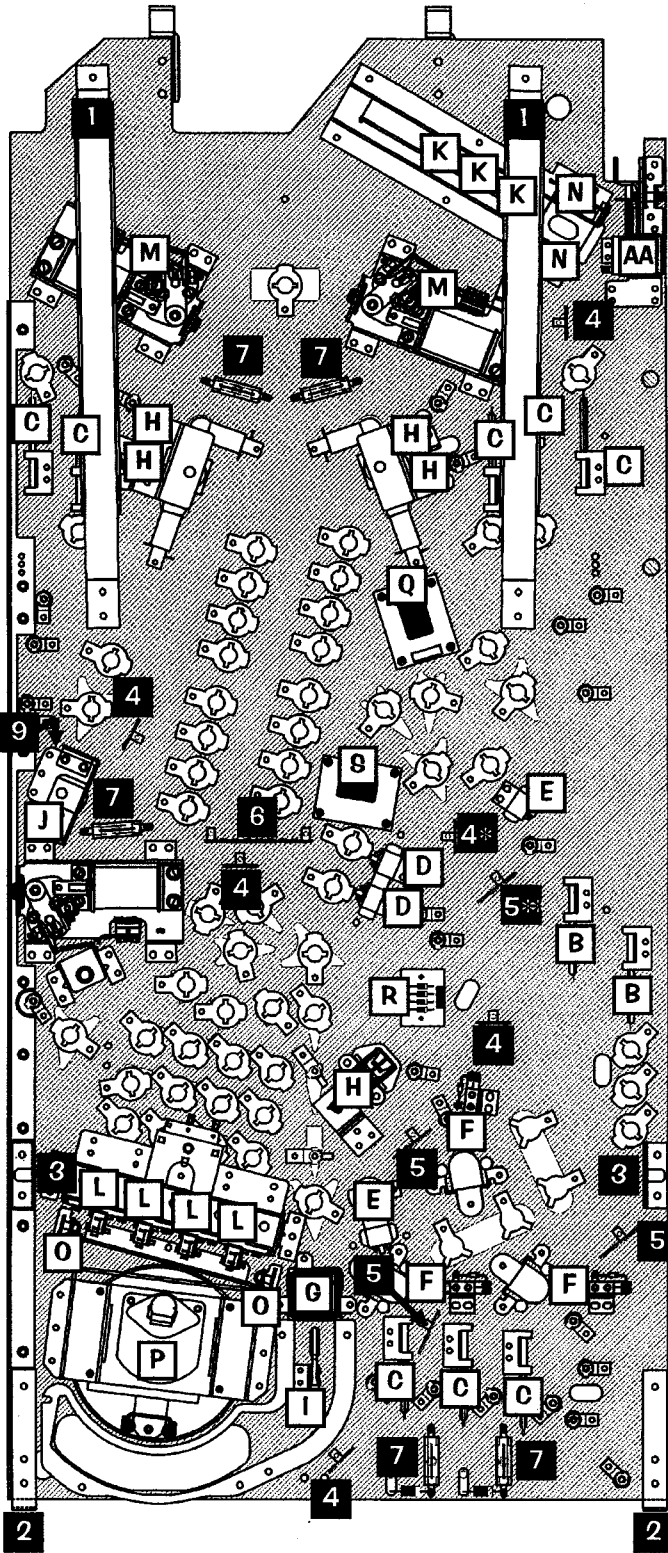 1 1
K
K
K N
M N AA
M
4
7 7
C C H H C C
H H C
Q
4
9
S
J 7 6 E
4*
D
4 5*
D B
R B
4
H
F
3 L 5 3
L L L E
O 5
5
O G F F
P
C C C
I
7 7
4
2 2